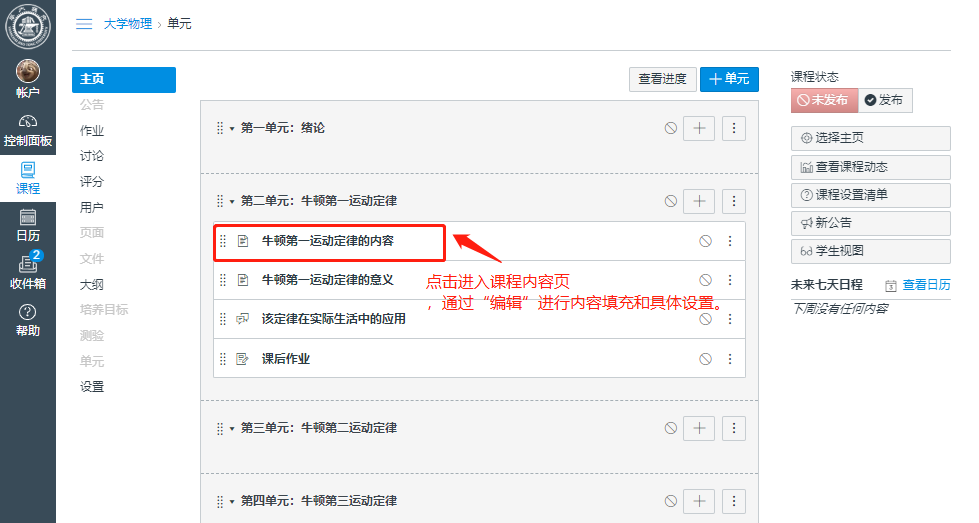 大学物理 › 单元
帐户
控制面板
课程
日历
2
收件箱
帮助
主页
公告
作业
讨论
评分
用户
页面
文件
大纲
培养目标
测验
单元
设置
查看进度
单元
第一单元：绪论
第二单元：牛顿第一运动定律
牛顿第一运动定律的内容
牛顿第一运动定律的意义
该定律在实际生活中的应用
课后作业
点击进入课程内容页
，通过“编辑”进行内容填充和具体设置。
第三单元：牛顿第二运动定律
第四单元：牛顿第三运动定律
课程状态
未发布 发布
选择主页
查看课程动态
课程设置清单
新公告
学生视图
未来七天日程 查看日历
下周没有任何内容